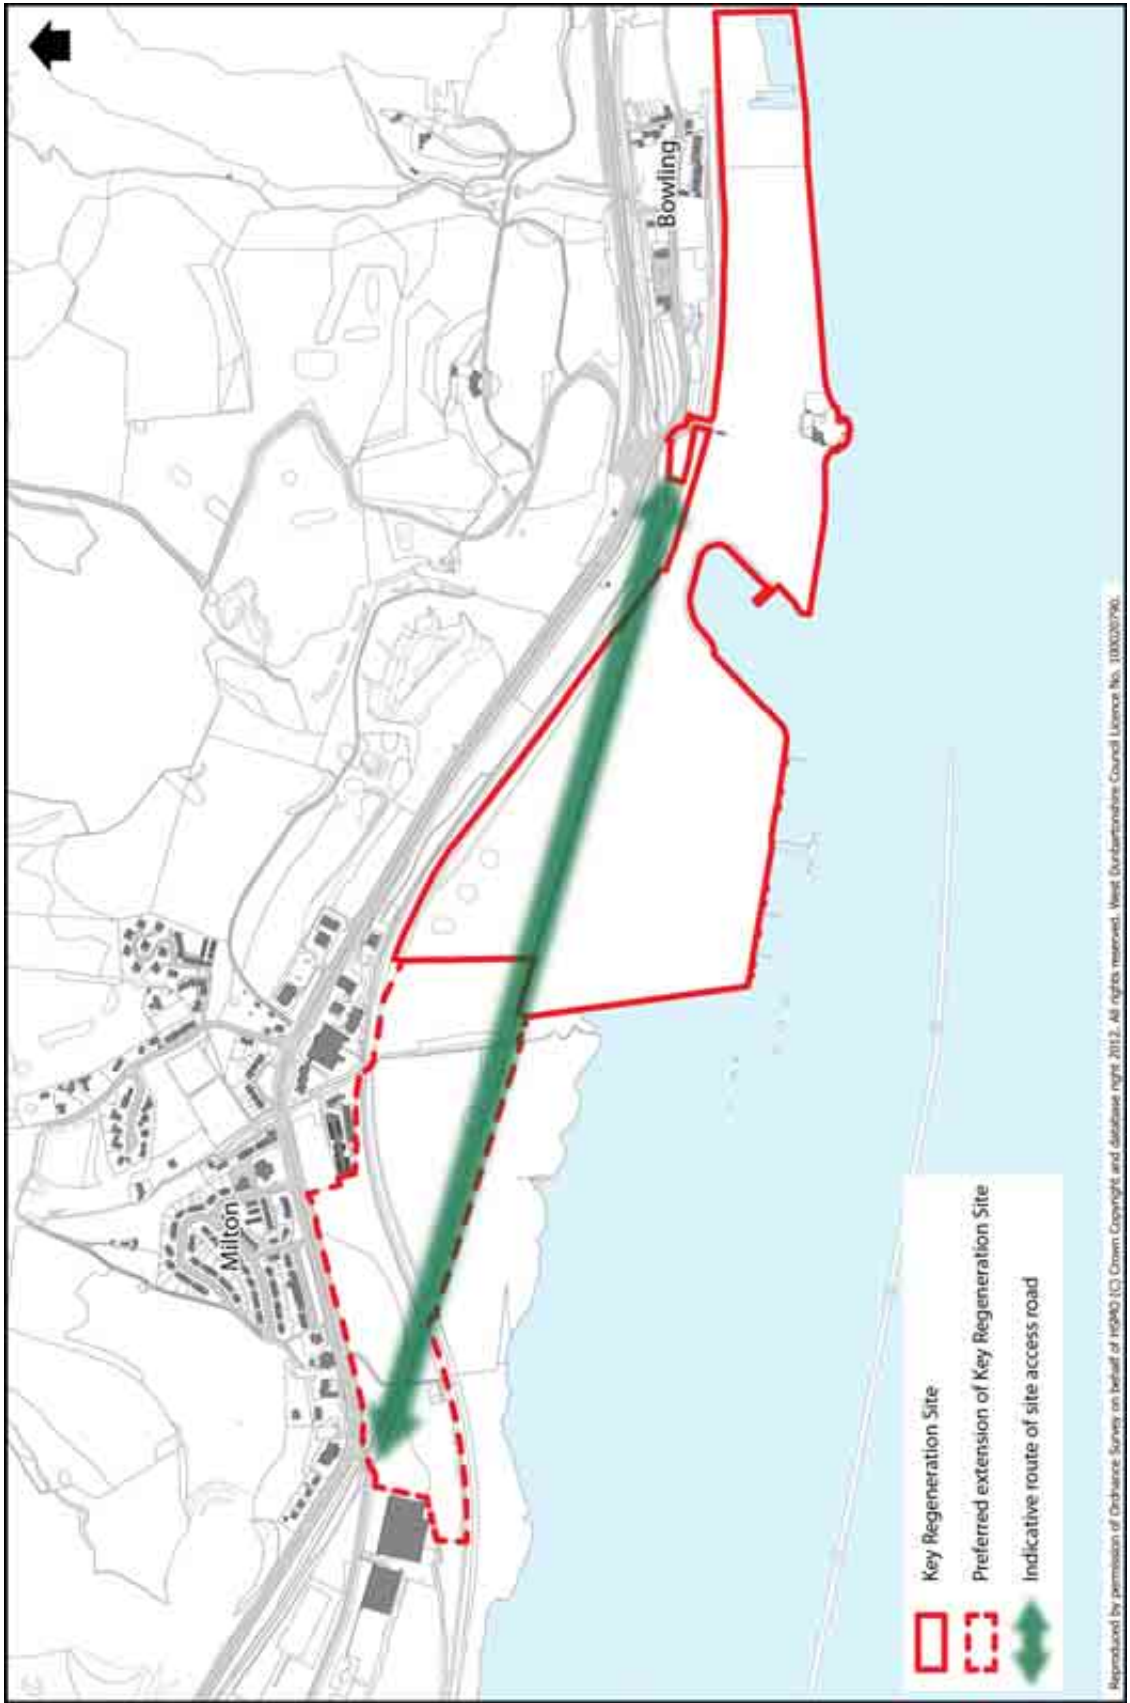 Milton
Bowling
Key Regeneration Site
Preferred extension of Key Regeneration Site
Indicative route of site access road
Reproduced by permission of Ordnance Survey on behalf of HMSO (C) Crown Copyright and database right 2012. All rights reserved. West Dunbartonshire Council Licence No. 100020790.